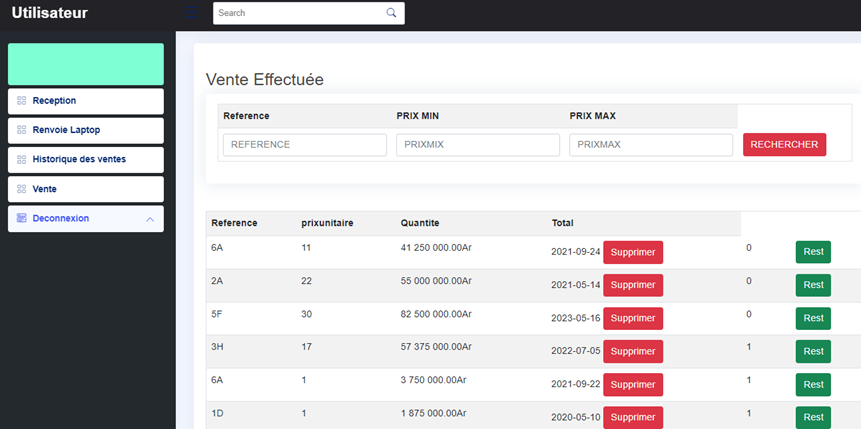 Utilisateur
Search
Reception
Renvoie Laptop
Historique des ventes
Vente
Deconnexion
Vente Effectuée
Reference PRIX MIN PRIX MAX
REFERENCE PRIXMIX PRIXMAX RECHERCHER
Reference prixunitaire Quantite Total
6A 11 41 250 000.00Ar 2021-09-24 Supprimer 0 Rest
2A 22 55 000 000.00Ar 2021-05-14 Supprimer 0 Rest
5F 30 82 500 000.00Ar 2023-05-16 Supprimer 0 Rest
3H 17 57 375 000.00Ar 2022-07-05 Supprimer 1 Rest
6A 1 3 750 000.00Ar 2021-09-22 Supprimer 1 Rest
1D 1 1 875 000.00Ar 2020-05-10 Supprimer 1 Rest